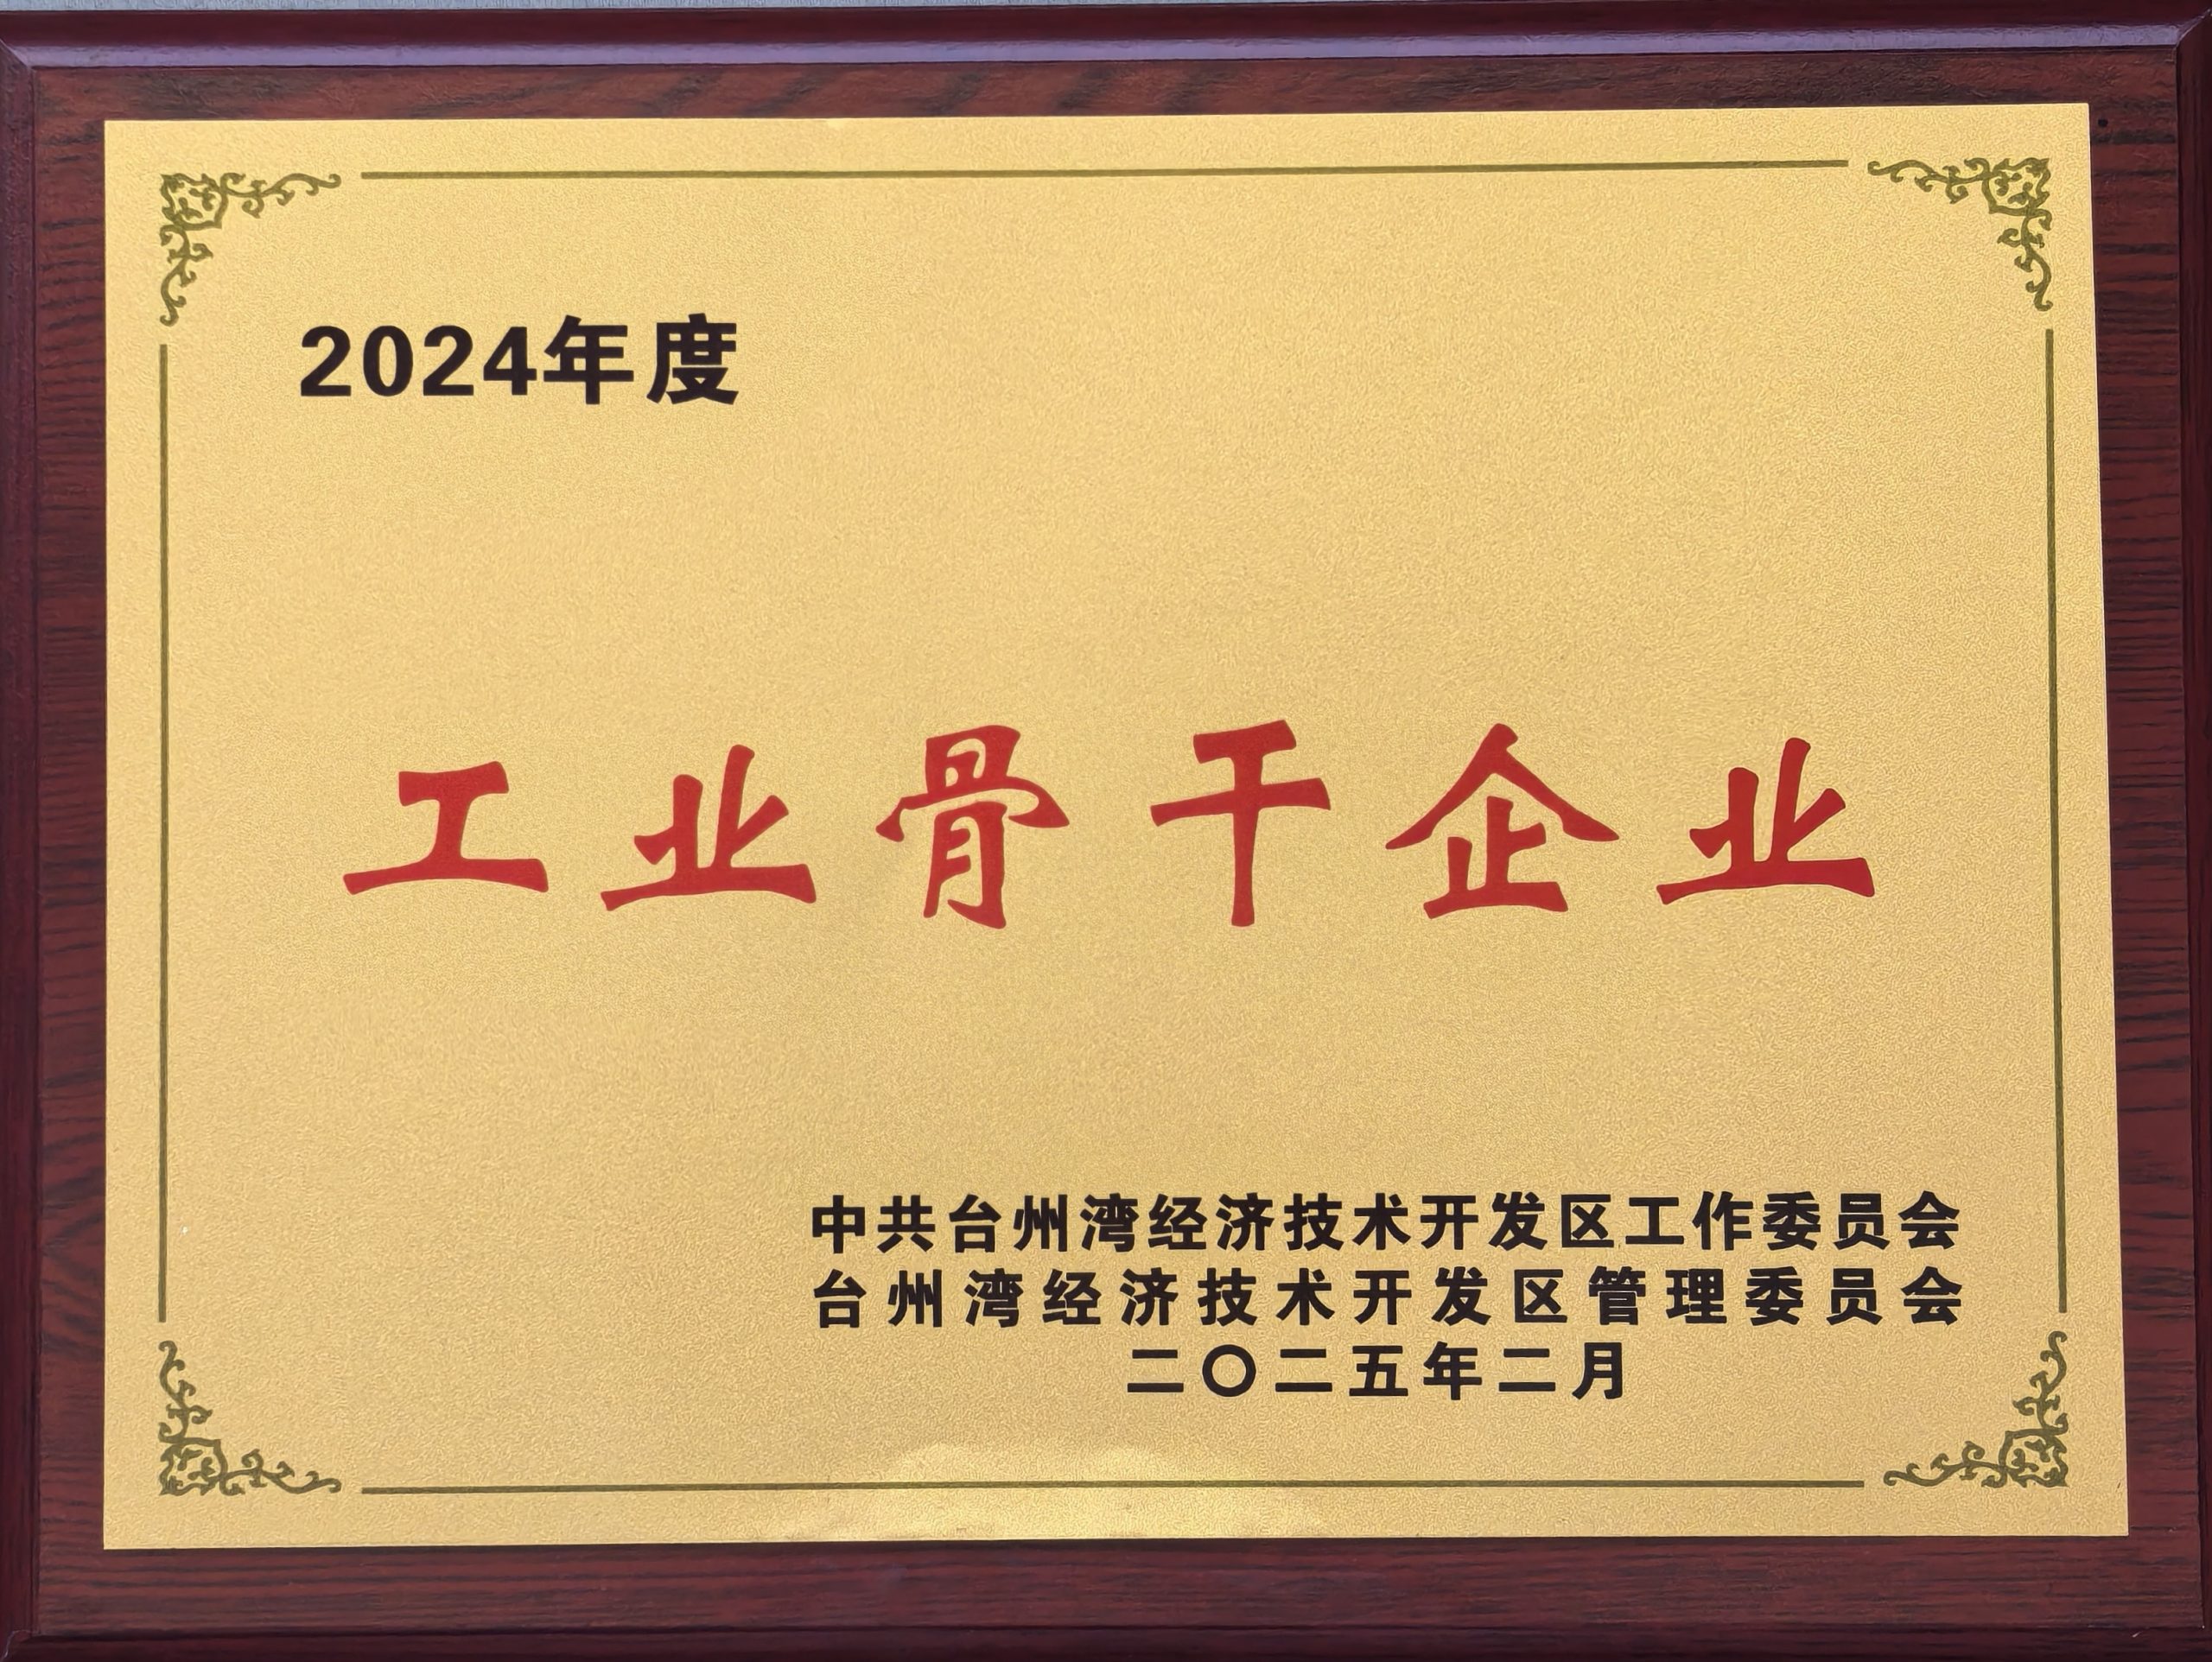 2024年度
工业骨干企业
中共台州湾经济技术开发区工作委员会
台州湾经济技术开发区管理委员会
二〇二五年二月